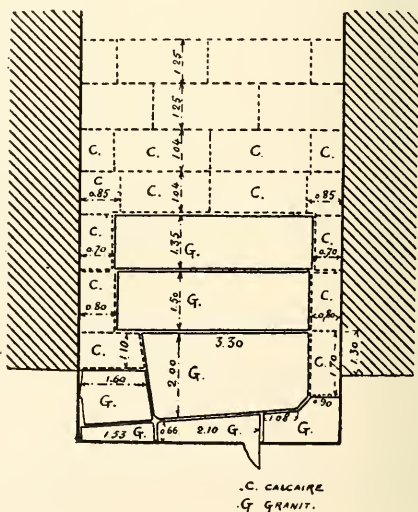 1.25
1.25
C. C. C. C.
1.04
C. C. C.
0.85 1.04 0.85
C. 1.35 G. C.
0.70 0.70
C. 1.50 G. C.
0.80 0.80
3.30
C. 1.10 2.00 G. C. 1.70 1.30
1.60
G.
0.90
1.08
1.53 G. 0.66 2.10 G. G.
.C. CALCAIRE
.G GRANIT.